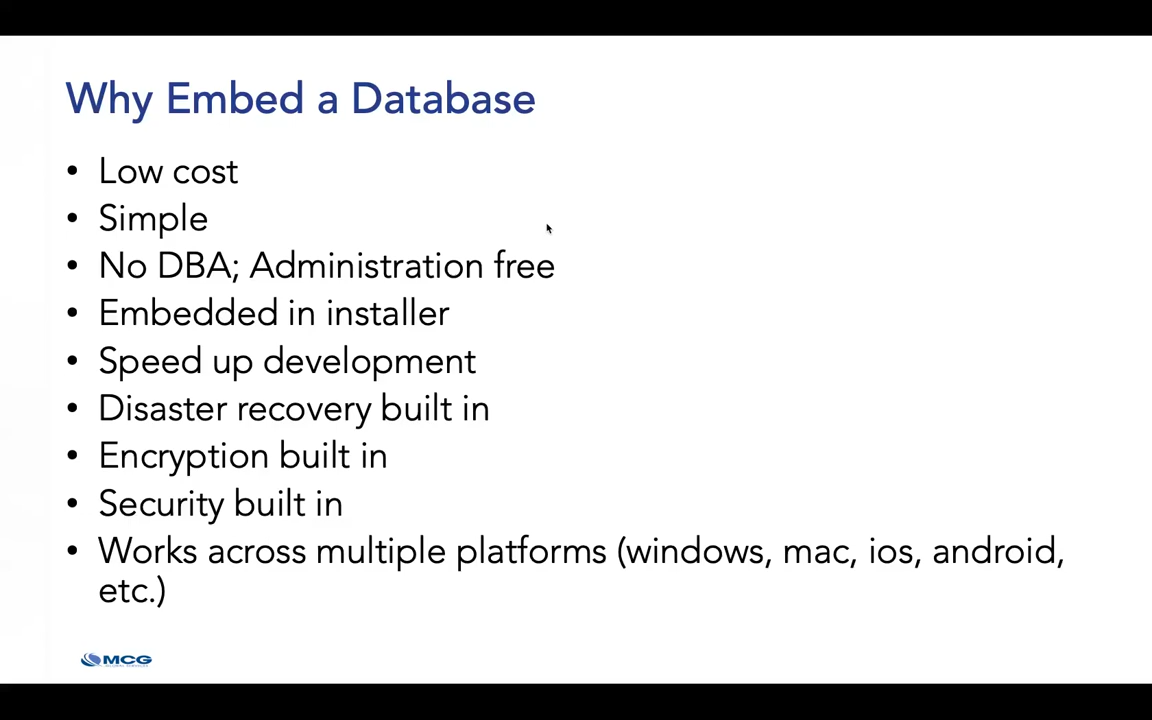 Why Embed a Database
• Low cost
• Simple
• No DBA; Administration free
• Embedded in installer
• Speed up development
• Disaster recovery built in
• Encryption built in
• Security built in
• Works across multiple platforms (windows, mac, ios, android,
etc.)
MCG